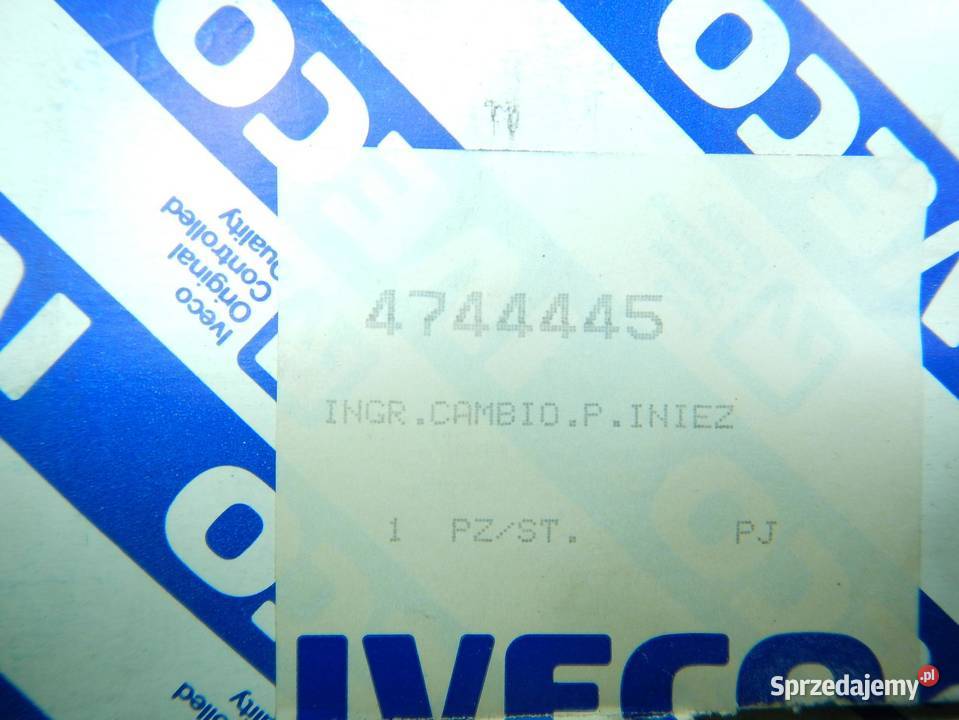 Iveco
Original
Controlled
Quality
4744445
INGR.CAMBIO.P.INIEZ
1 PZ/ST. PJ
IVECO
Sprzedajemy.pl